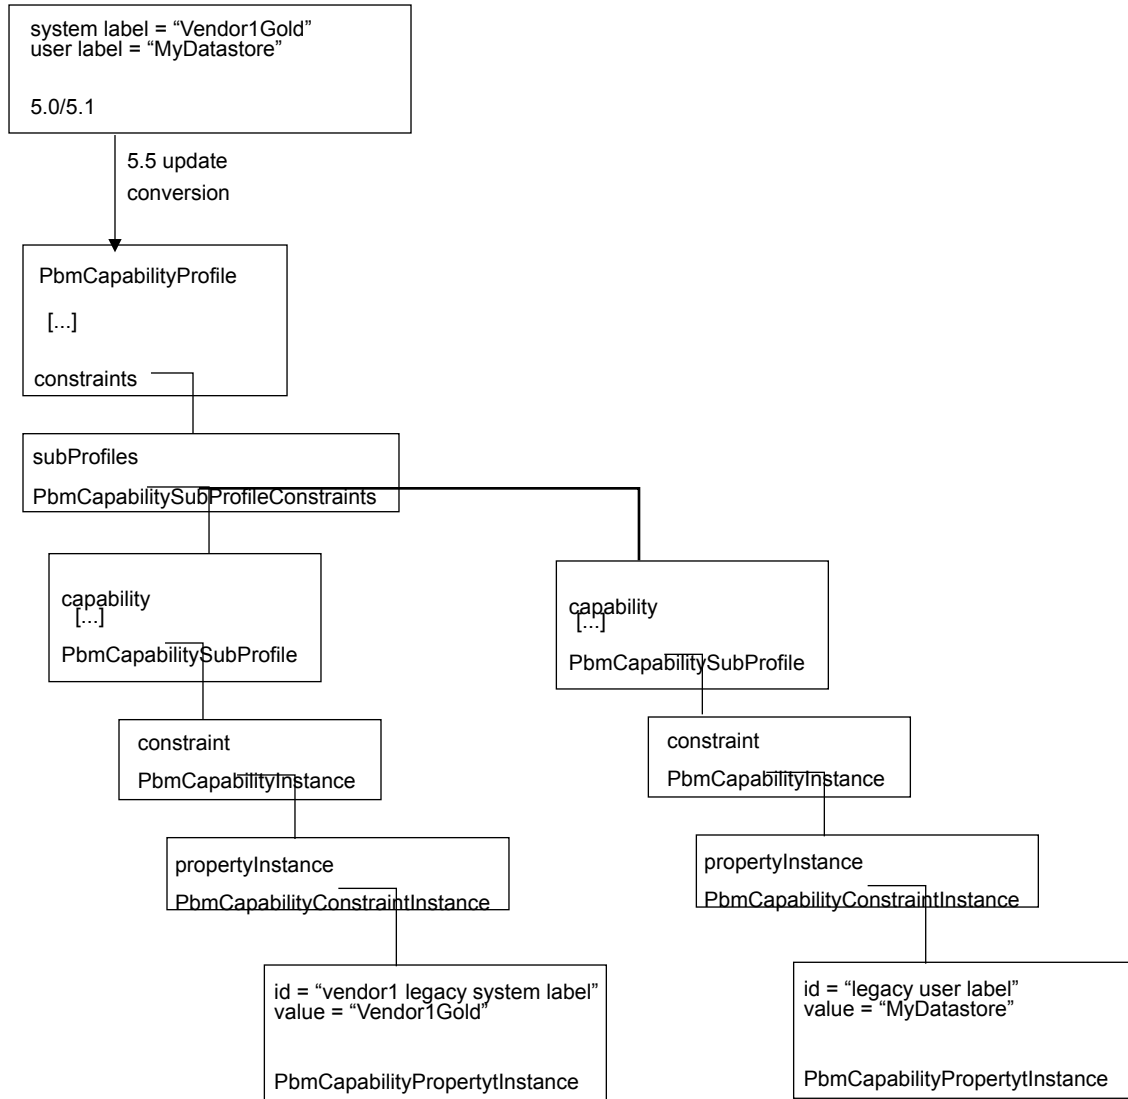 system label = “Vendor1Gold”
user label = “MyDatastore”
5.0/5.1
5.5 update
conversion
PbmCapabilityProfile
[...]
constraints
subProfiles
PbmCapabilitySubProfileConstraints
capability
[...]
PbmCapabilitySubProfile
capability
[...]
PbmCapabilitySubProfile
constraint
PbmCapabilityInstance
constraint
PbmCapabilityInstance
propertyInstance
PbmCapabilityConstraintInstance
propertyInstance
PbmCapabilityConstraintInstance
id = “vendor1 legacy system label”
value = “Vendor1Gold”
PbmCapabilityPropertytInstance
id = “legacy user label”
value = “MyDatastore”
PbmCapabilityPropertytInstance